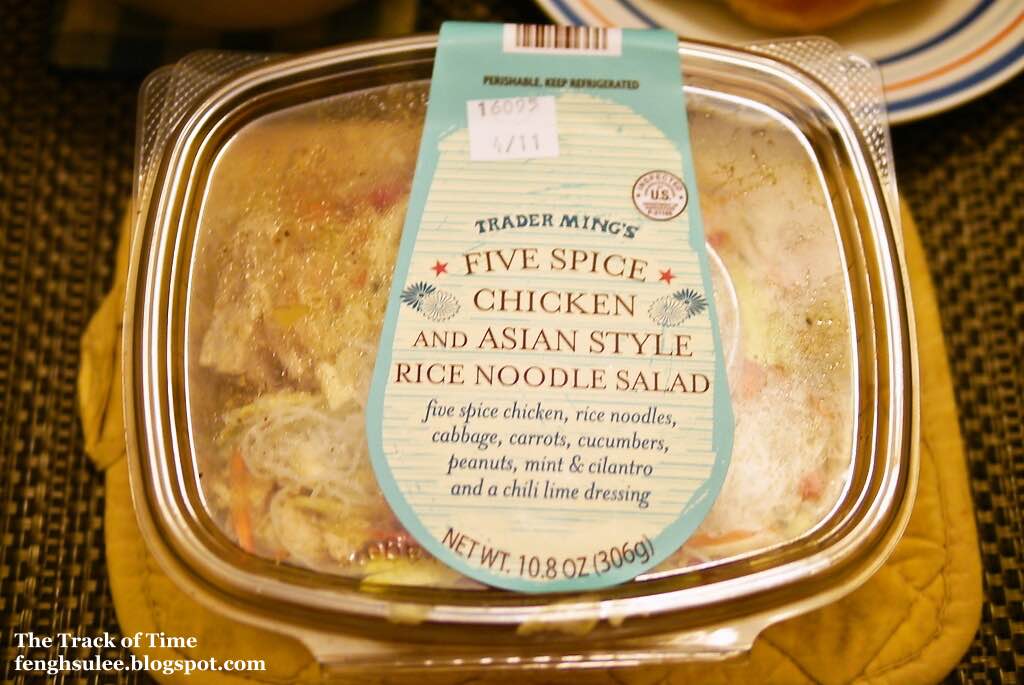 PERISHABLE, KEEP REFRIGERATED
16095
4/11
INSPECTED
U.S.
TRADER MING'S
FIVE SPICE
CHICKEN
AND ASIAN STYLE
RICE NOODLE SALAD
five spice chicken, rice noodles,
cabbage, carrots, cucumbers,
peanuts, mint & cilantro
and a chili lime dressing
NET WT. 10.8 OZ (306g)
The Track of Time
fenghsulee.blogspot.com